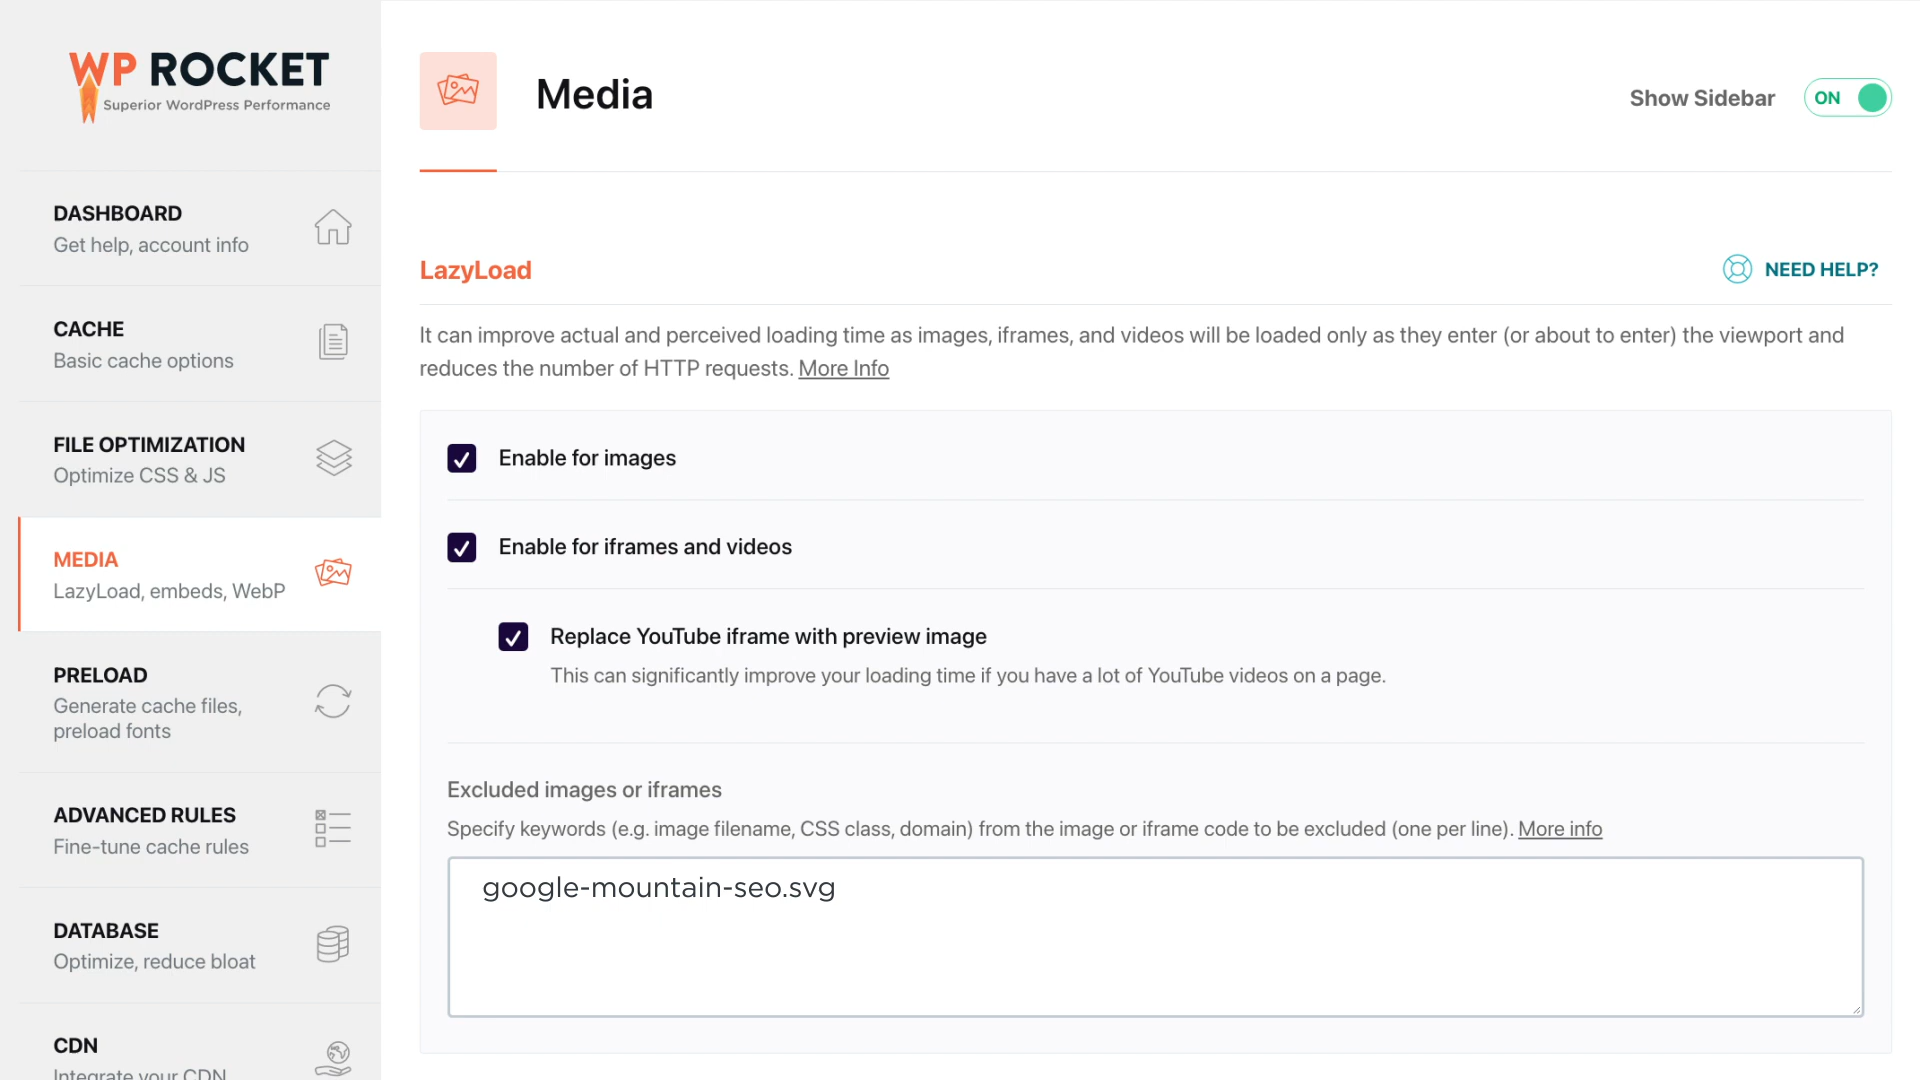 WP ROCKET
Superior WordPress Performance
DASHBOARD
Get help, account info
CACHE
Basic cache options
FILE OPTIMIZATION
Optimize CSS & JS
MEDIA
LazyLoad, embeds, WebP
PRELOAD
Generate cache files,
preload fonts
ADVANCED RULES
Fine-tune cache rules
DATABASE
Optimize, reduce bloat
CDN
Integrate your CDN
Media
Show Sidebar
ON
LazyLoad
NEED HELP?
It can improve actual and perceived loading time as images, iframes, and videos will be loaded only as they enter (or about to enter) the viewport and
reduces the number of HTTP requests. More Info
Enable for images
Enable for iframes and videos
Replace YouTube iframe with preview image
This can significantly improve your loading time if you have a lot of YouTube videos on a page.
Excluded images or iframes
Specify keywords (e.g. image filename, CSS class, domain) from the image or iframe code to be excluded (one per line). More info
google-mountain-seo.svg